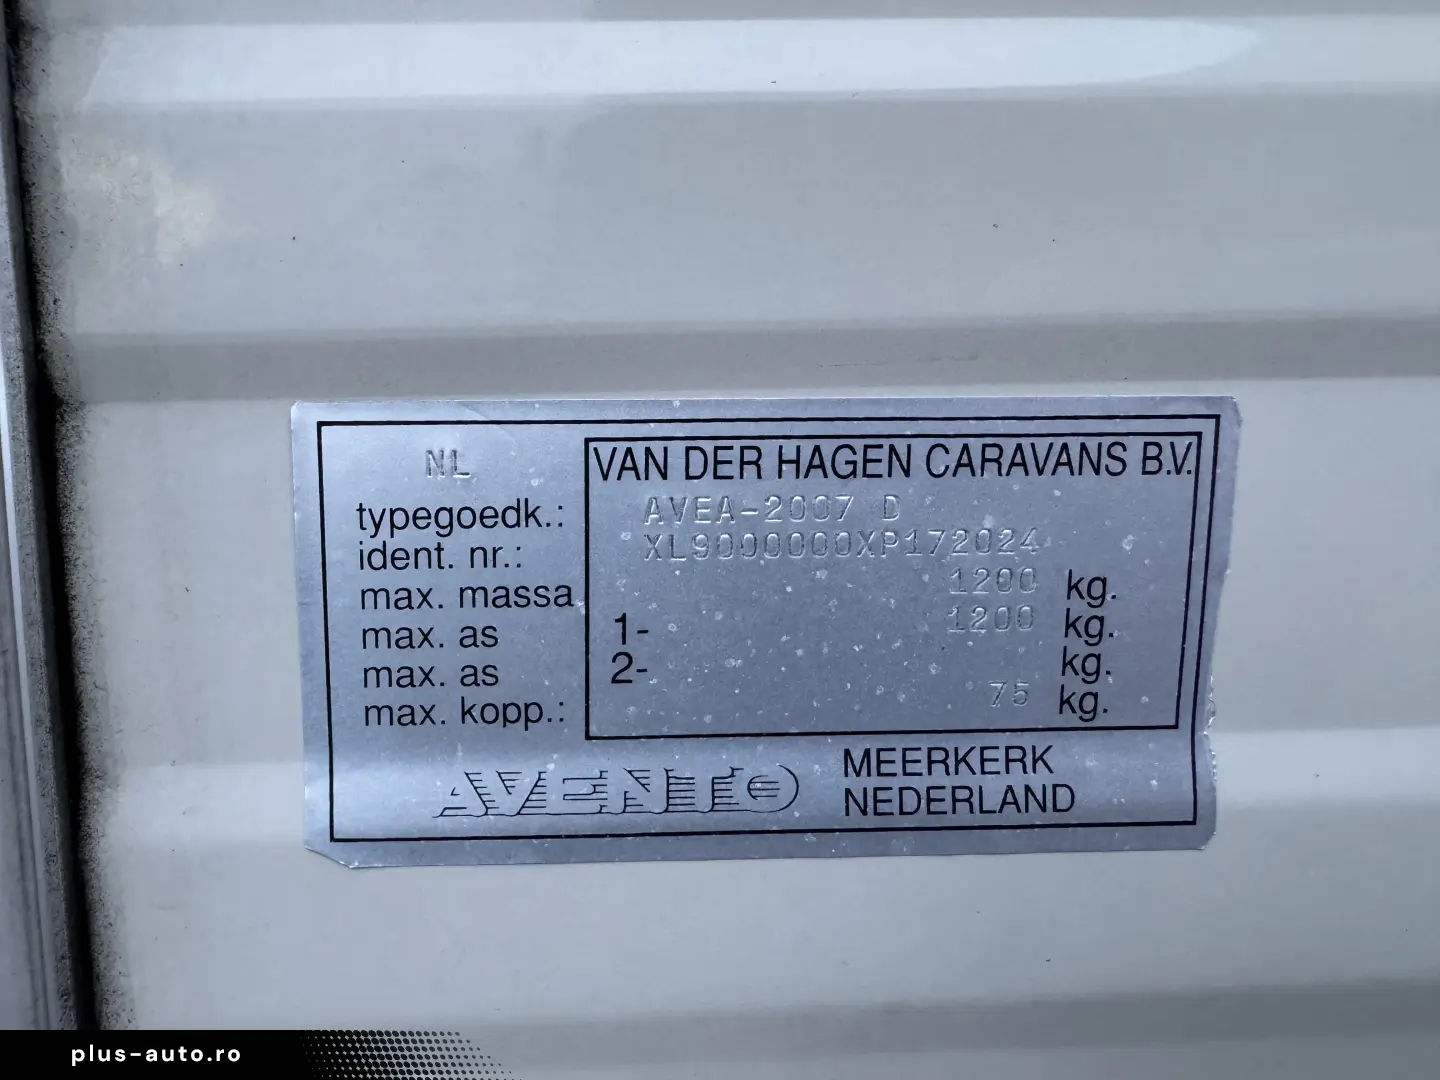 NL
VAN DER HAGEN CARAVANS B.V.
typegoedk.: AVEA-2007 D
ident. nr.: XL9000000XP172024
max. massa 1200 kg.
max. as 1- 1200 kg.
max. as 2- kg.
max. kopp.: 75 kg.
AVENTO
MEERKERK
NEDERLAND
plus-auto.ro